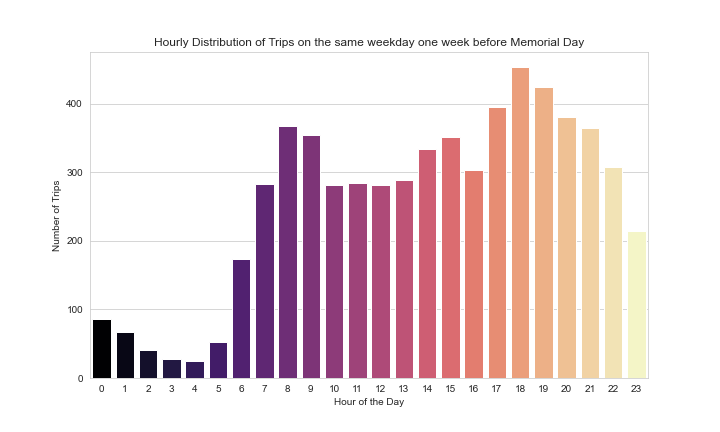 Hourly Distribution of Trips on the same weekday one week before Memorial Day
Number of Trips
400
300
200
100
0
0 1 2 3 4 5 6 7 8 9 10 11 12 13 14 15 16 17 18 19 20 21 22 23
Hour of the Day